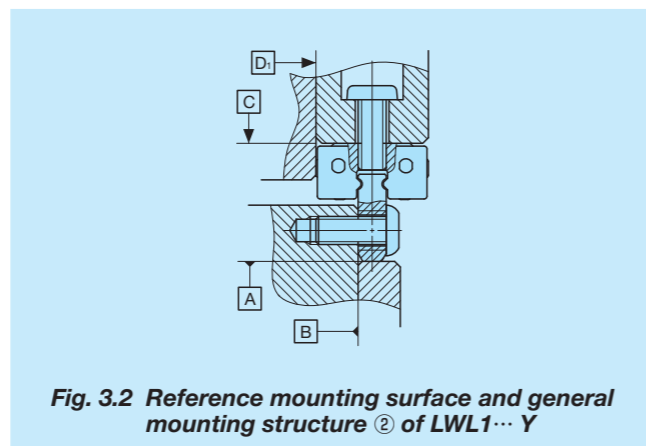 D₁
C
A
B
Fig. 3.2 Reference mounting surface and general
mounting structure ② of LWL1… Y